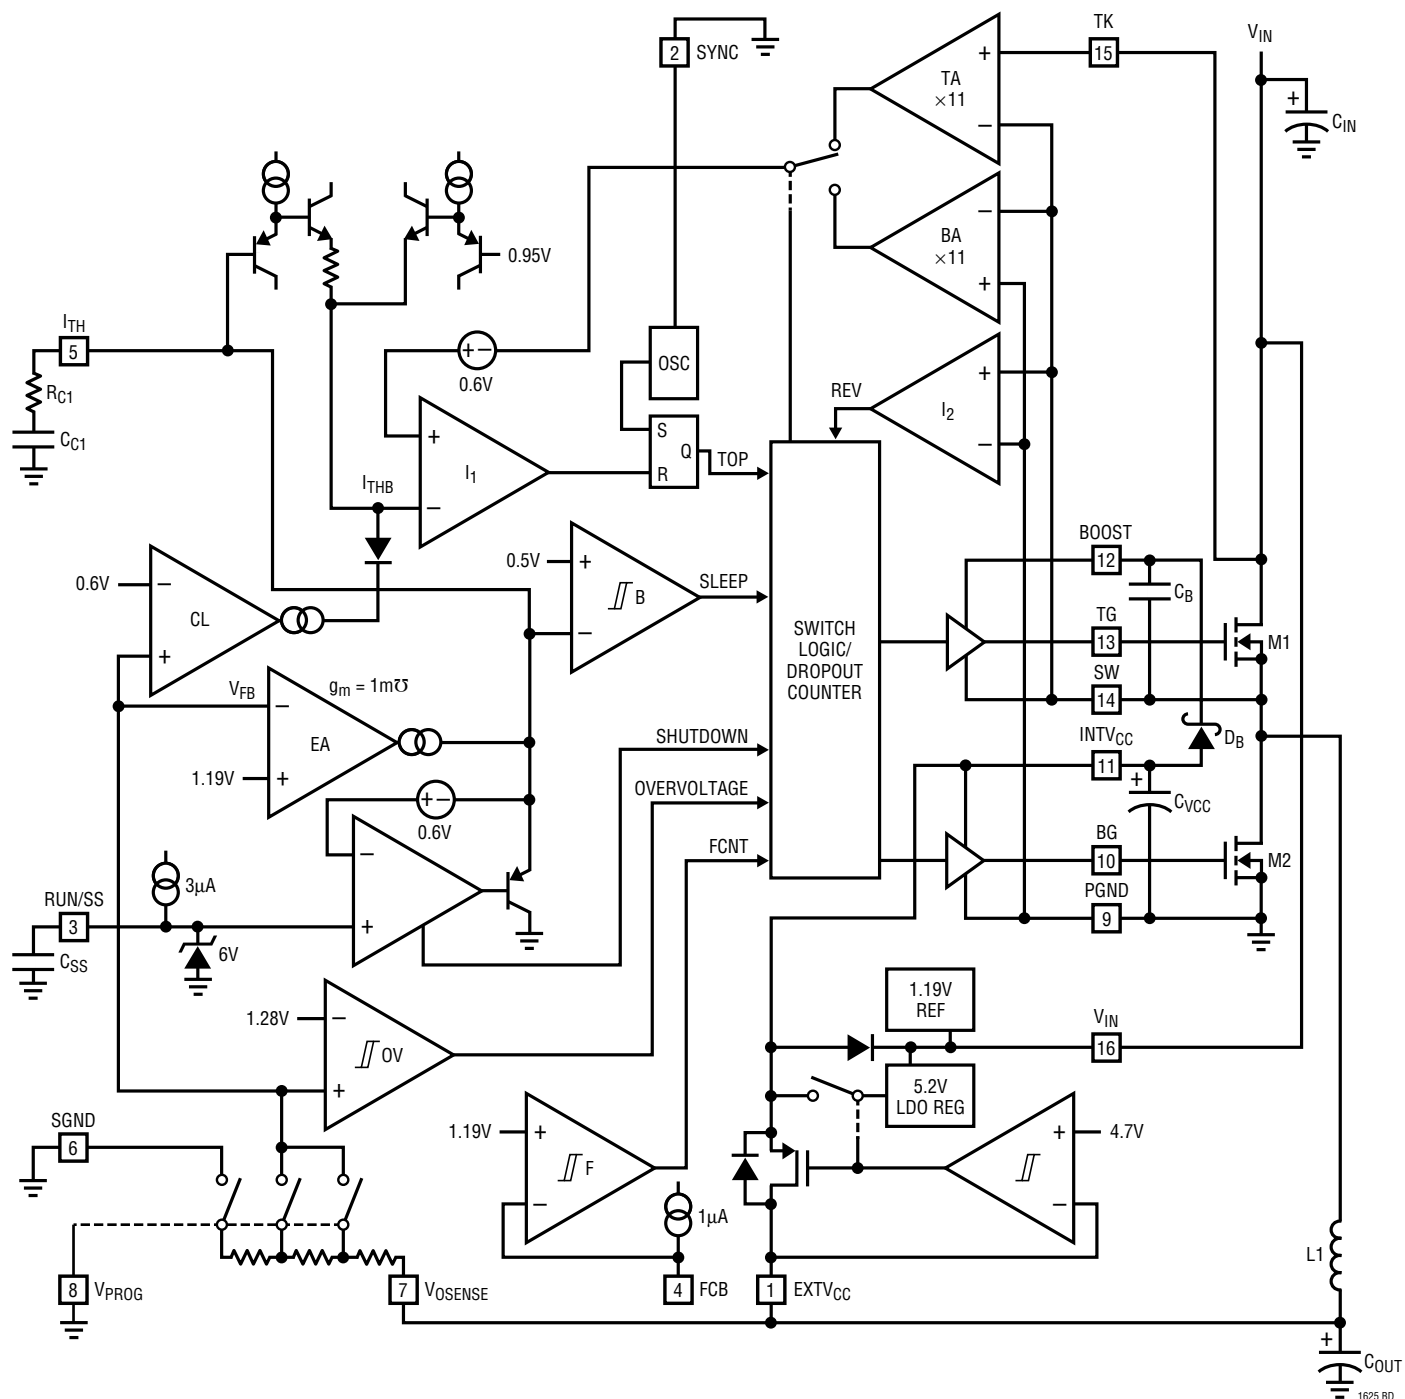 TK
15
V_IN
2 SYNC
+
TA
×11
−
+
C_IN
−
BA
×11
+
0.95V
I_TH
5
+−
0.6V
OSC
+
I_2
−
REV
R_C1
C_C1
+
I_1
−
S
Q
R
TOP
I_THB
BOOST
12
C_B
0.5V
+
B
−
SLEEP
0.6V
−
CL
+
SWITCH
LOGIC/
DROPOUT
COUNTER
TG
13
M1
SW
14
V_FB
g_m = 1m℧
−
EA
+
1.19V
SHUTDOWN
INTV_CC
11
D_B
+
C_VCC
+−
0.6V
OVERVOLTAGE
FCNT
BG
10
M2
3μA
RUN/SS
3
−
+
6V
C_SS
PGND
9
1.28V
−
OV
+
1.19V
REF
V_IN
16
5.2V
LDO REG
SGND
6
1.19V
+
F
−
+
4.7V
−
1μA
8 V_PROG
7 V_OSENSE
4 FCB
1 EXTV_CC
L1
+
C_OUT
1625 BD